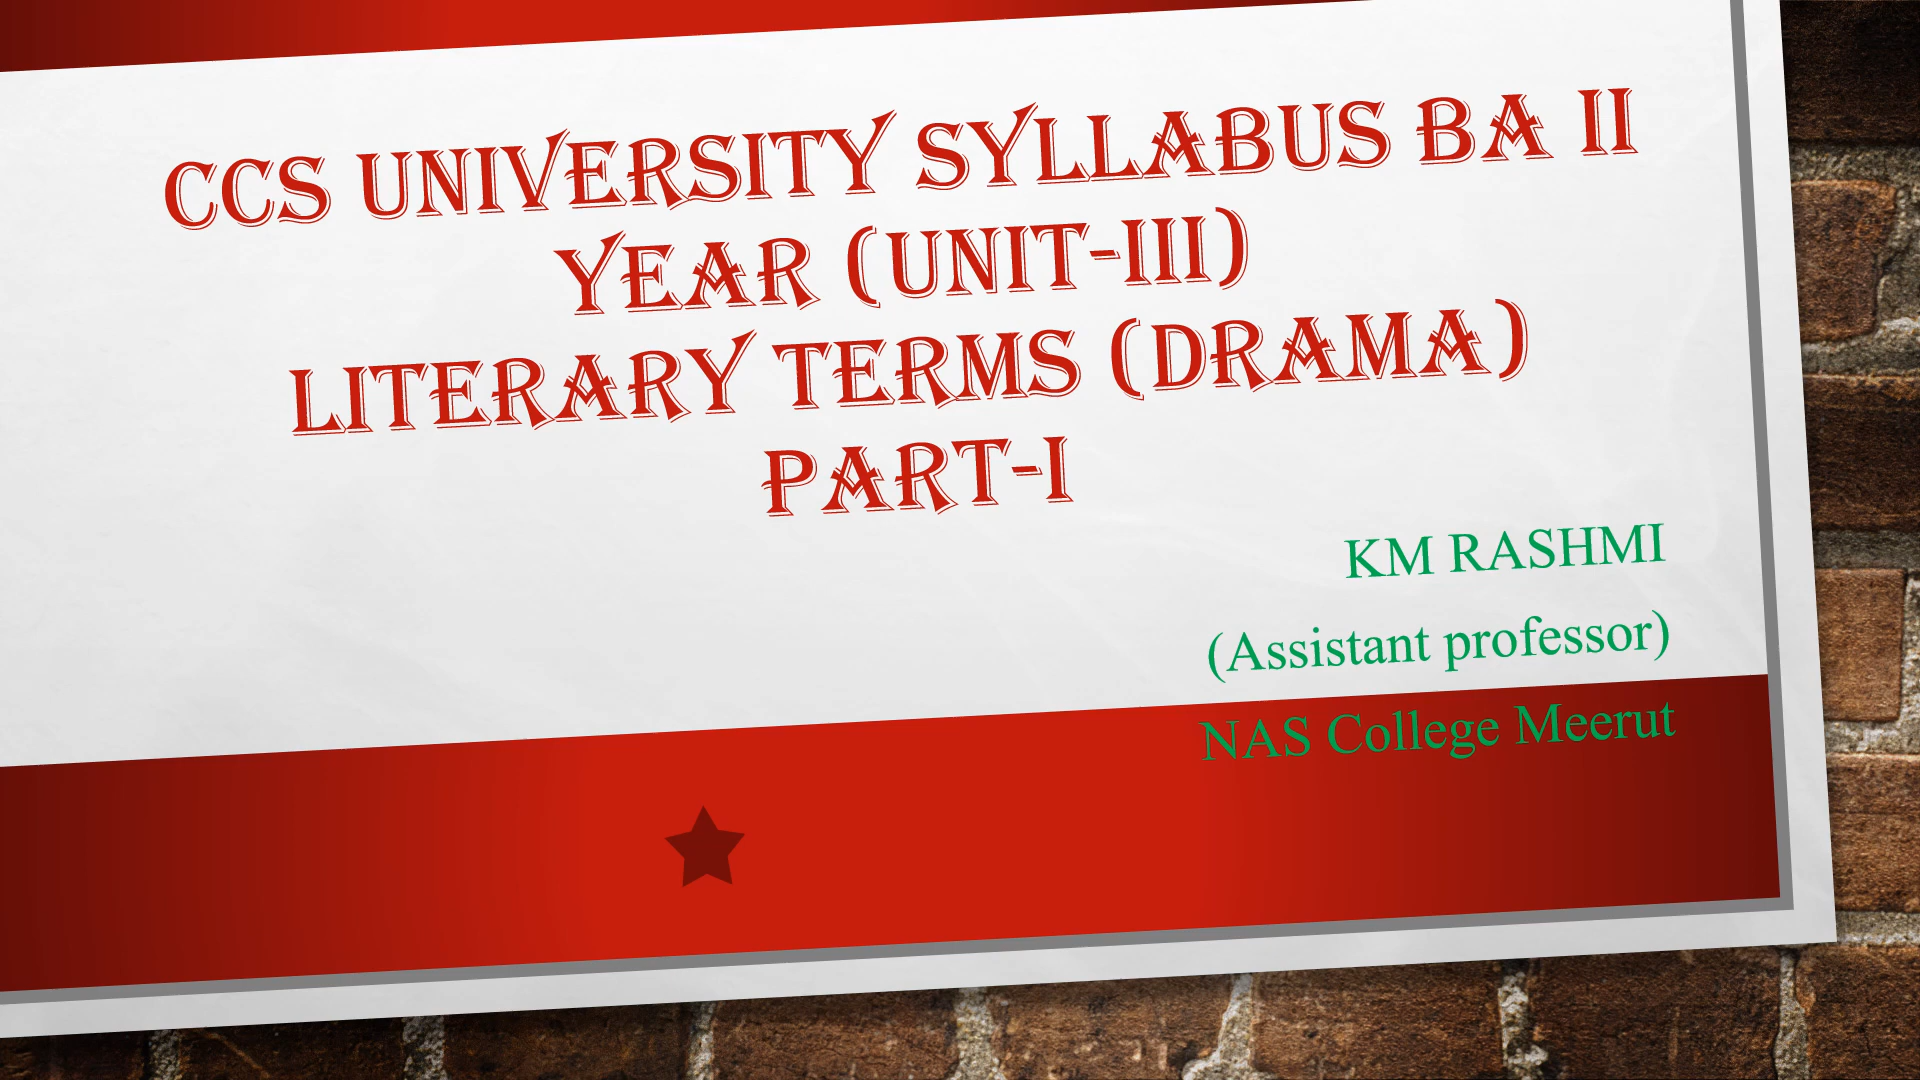 CCS UNIVERSITY SYLLABUS BA II
YEAR (UNIT-III)
LITERARY TERMS (DRAMA)
PART-I
KM RASHMI
(Assistant professor)
NAS College Meerut